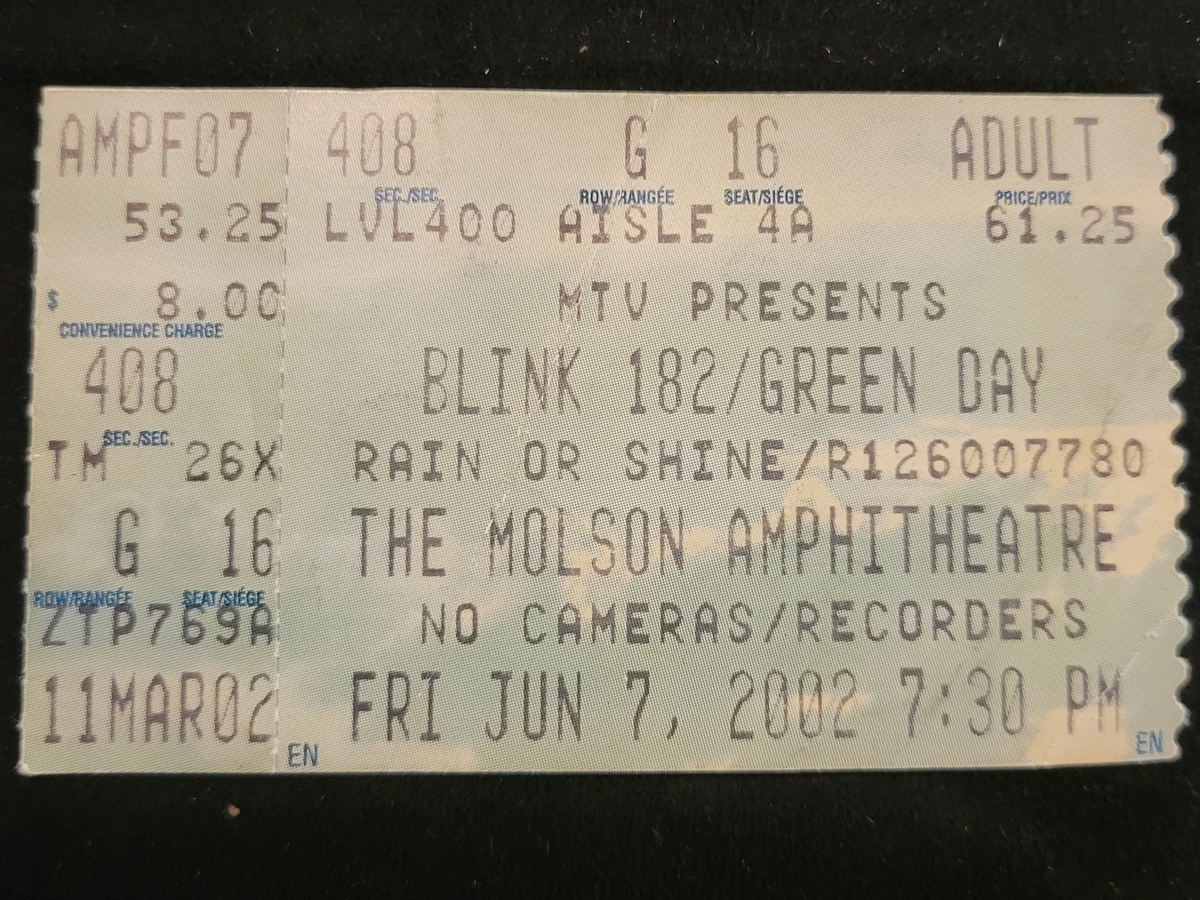 AMPF07 408 G 16 ADULT
SEC./SEC. ROW/RANGÉE SEAT/SIÉGE PRICE/PRIX
53.25 LVL400 AISLE 4A 61.25
$ 8.00 MTV PRESENTS
CONVENIENCE CHARGE
408 BLINK 182/GREEN DAY
SEC./SEC.
TM 26X RAIN OR SHINE/R126007780
G 16 THE MOLSON AMPHITHEATRE
ROW/RANGÉE SEAT/SIÉGE
ZTP769A NO CAMERAS/RECORDERS
11MAR02 FRI JUN 7, 2002 7:30 PM
EN EN